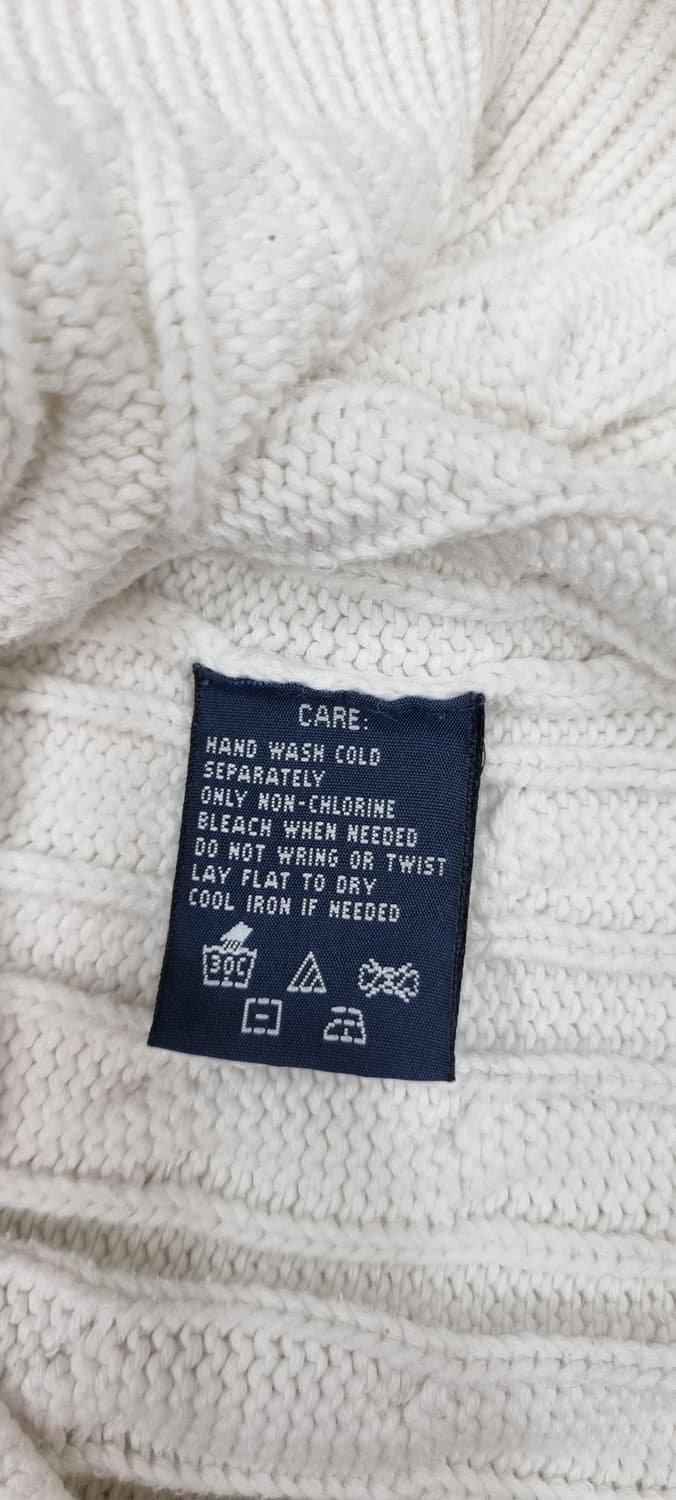 CARE:
HAND WASH COLD
SEPARATELY
ONLY NON-CHLORINE
BLEACH WHEN NEEDED
DO NOT WRING OR TWIST
LAY FLAT TO DRY
COOL IRON IF NEEDED
30C